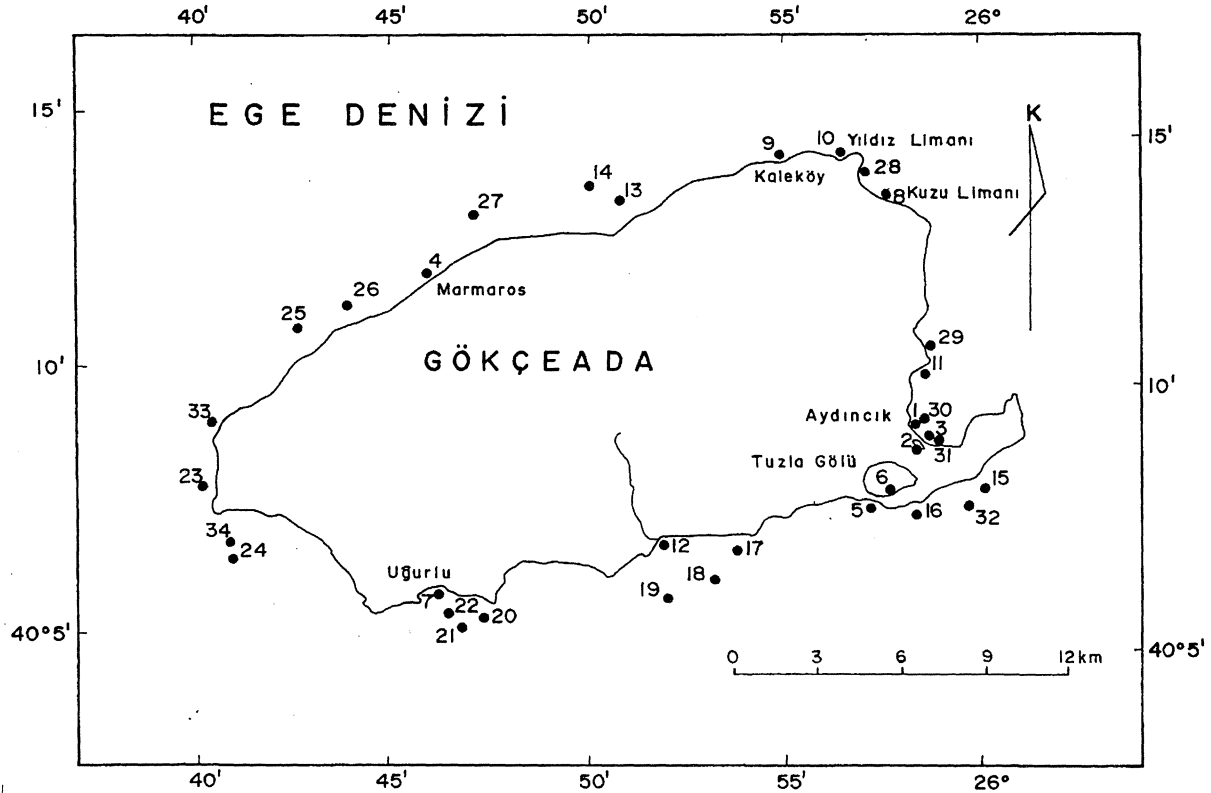 40' 45' 50' 55' 26°
15'
EGE DENİZİ
K
15'
9
10 Yıldız Limanı
28
Kaleköy
8 Kuzu Limanı
14
13
27
4
Marmaros
26
25
29
10'
GÖKÇEADA
11
10'
33
Aydıncık
1
30
3
2
31
Tuzla Gölü
6
15
23
5
16
32
34
24
12
17
18
19
Uğurlu
7
22
20
21
40°5'
40°5'
0 3 6 9 12km
40' 45' 50' 55' 26°